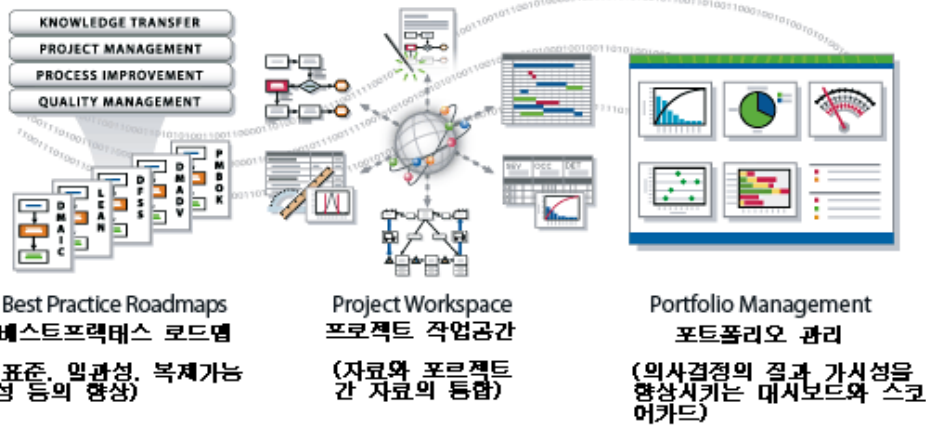 KNOWLEDGE TRANSFER
PROJECT MANAGEMENT
PROCESS IMPROVEMENT
QUALITY MANAGEMENT
DMAIC
LEAN
DFSS
DMADV
PMBOK
SEV OCC DET
Best Practice Roadmaps
베스트프랙태스 로드맵
표준, 일관성, 복제가능
성 등의 향상)
Project Workspace
프로젝트 작업공간
(자료와 포르젝트
간 자료의 통합)
Portfolio Management
포트폴리오 관리
(의사결정의 질과 가시성을
향상시키는 대시보드와 스코
어카드)